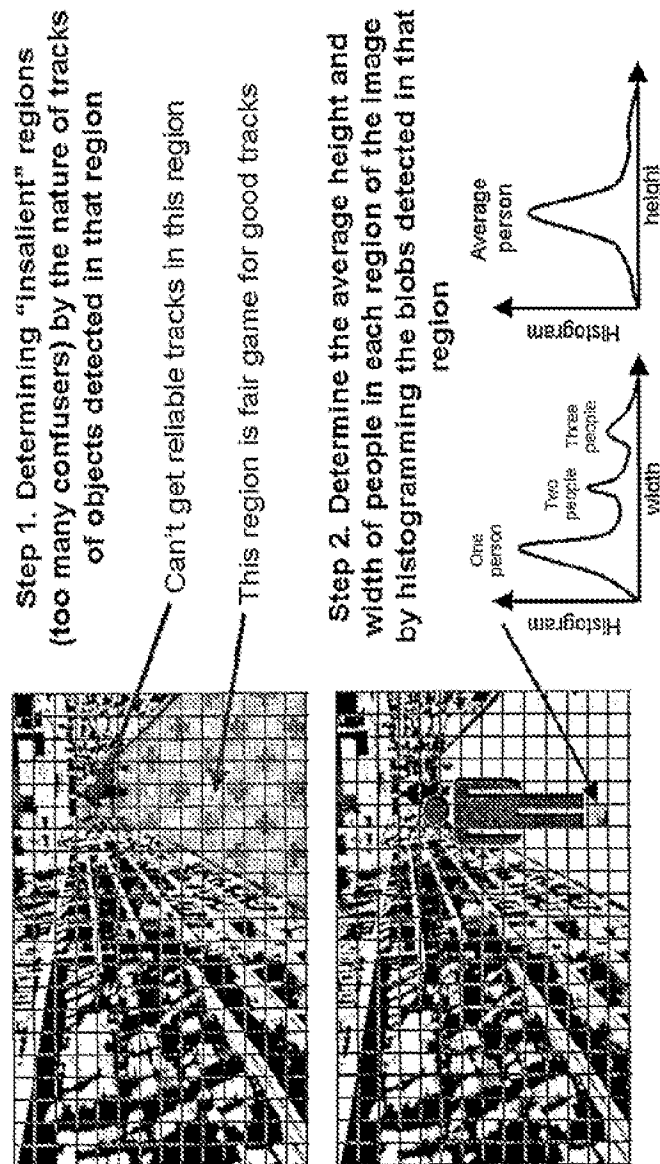 Step 1. Determining "insalient" regions
(too many confusers) by the nature of tracks
of objects detected in that region
Can't get reliable tracks in this region
This region is fair game for good tracks
Step 2. Determine the average height and
width of people in each region of the image
by histogramming the blobs detected in that
region
Histogram
One
person
Two
people
Three
people
width
Histogram
Average
person
height